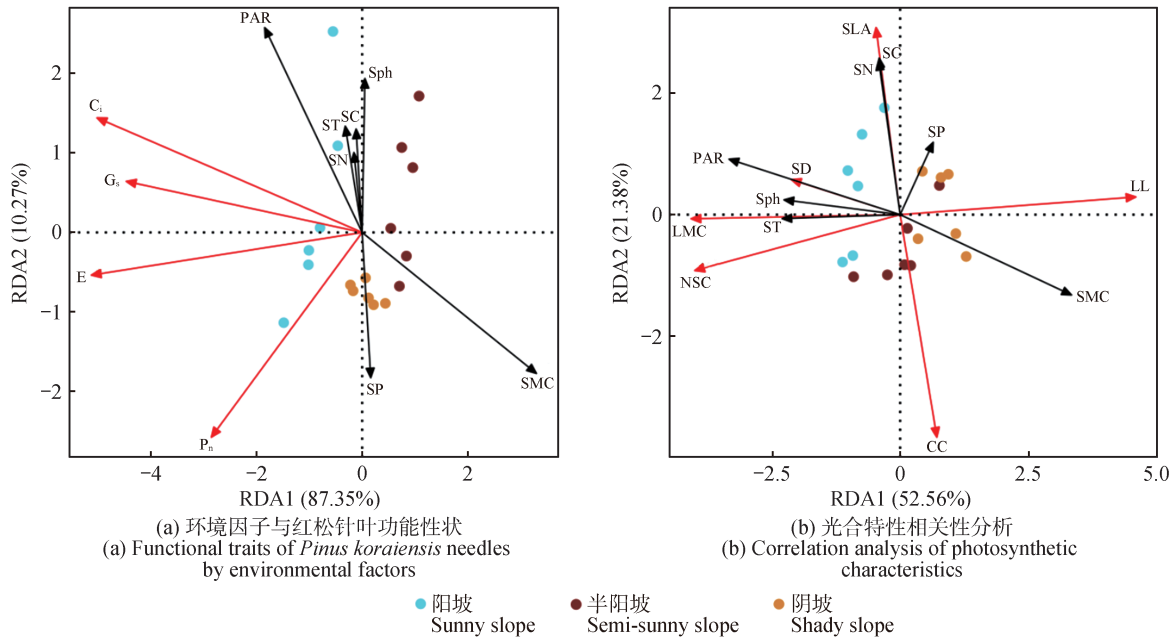 PAR
Sph
Cᵢ
ST
SC
SN
Gₛ
E
Pₙ
SP
SMC
2
1
0
−1
−2
RDA2 (10.27%)
−4
−2
0
RDA1 (87.35%)
(a) 环境因子与红松针叶功能性状
(a) Functional traits of Pinus koraiensis needles
by environmental factors
SLA
SC
SN
SP
PAR
SD
Sph
LL
LMC
ST
NSC
SMC
CC
2
0
−2
RDA2 (21.38%)
−2.5
0
2.5
5.0
RDA1 (52.56%)
(b) 光合特性相关性分析
(b) Correlation analysis of photosynthetic
characteristics
阳坡
Sunny slope
半阳坡
Semi-sunny slope
阴坡
Shady slope